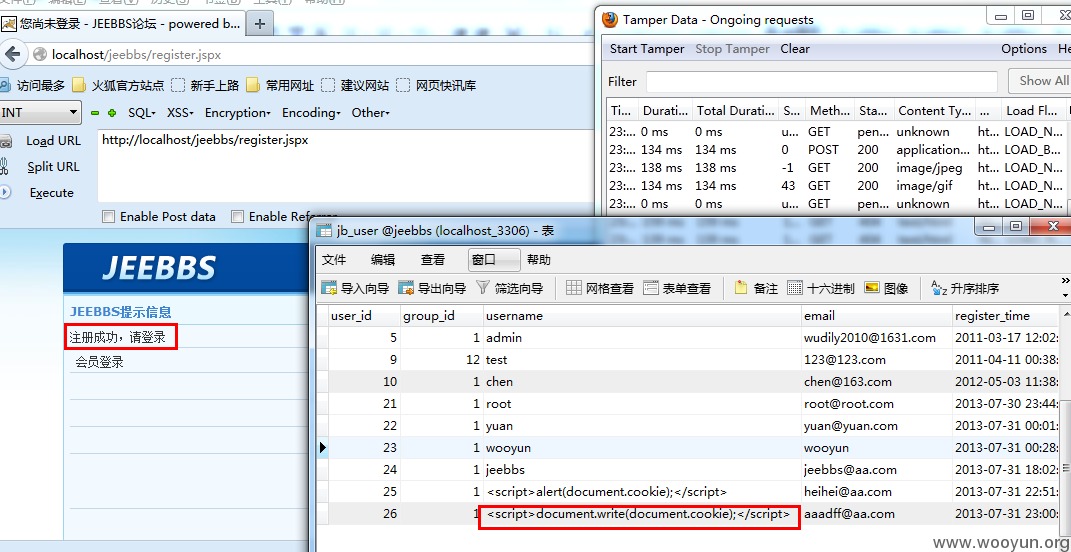 您尚未登录 - JEEBBS论坛 - powered b...
localhost/jeebbs/register.jspx
访问最多 火狐官方站点 新手上路 常用网址 建议网站 网页快讯库
INT SQL- XSS- Encryption- Encoding- Other-
Load URL http://localhost/jeebbs/register.jspx
Split URL
Execute
Enable Post data Enable Referrer
JEEBBS
JEEBBS提示信息
注册成功，请登录
会员登录
Tamper Data - Ongoing requests
Start Tamper Stop Tamper Clear Options He
Filter Show All
Ti... Durati... Total Durati... S... Meth... Sta... Content Ty... ... Load Fl...
23:... 0 ms 0 ms u... GET pen... unknown ht... LOAD_N...
23:... 134 ms 134 ms 0 POST 200 application... ht... LOAD_B...
23:... 138 ms 138 ms -1 GET 200 image/jpeg ht... LOAD_N...
23:... 134 ms 134 ms 43 GET 200 image/gif ht... LOAD_N...
jb_user @jeebbs (localhost_3306) - 表
文件 编辑 查看 窗口 帮助
导入向导 导出向导 筛选向导 网格查看 表单查看 备注 十六进制 图像 升序排序 »
user_id group_id username email register_time
5 1 admin wudily2010@1631.com 2011-03-17 12:02:
9 12 test 123@123.com 2011-04-11 00:38:
10 1 chen chen@163.com 2012-05-03 11:38:
21 1 root root@root.com 2013-07-30 23:44:
22 1 yuan yuan@yuan.com 2013-07-31 00:01:
23 1 wooyun wooyun 2013-07-31 00:28:
24 1 jeebbs jeebbs@aa.com 2013-07-31 18:02:
25 1 <script>alert(document.cookie);</script> heihei@aa.com 2013-07-31 22:51:
26 1 <script>document.write(document.cookie);</script> aaadff@aa.com 2013-07-31 23:00:
www.wooyun.org